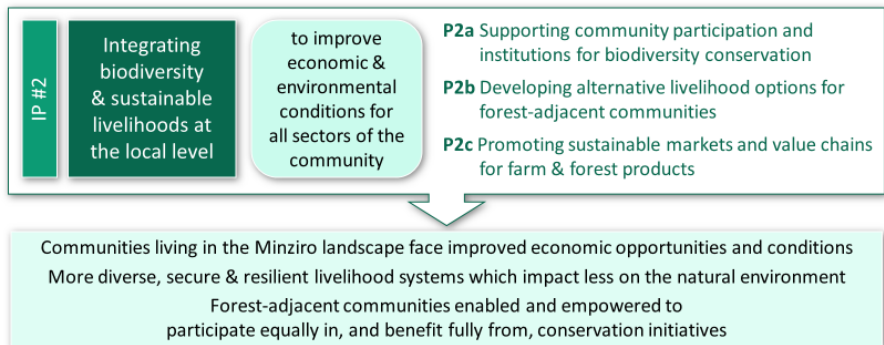 IP #2
Integrating
biodiversity
& sustainable
livelihoods at
the local level
to improve
economic &
environmental
conditions for
all sectors of the
community
P2a Supporting community participation and
institutions for biodiversity conservation
P2b Developing alternative livelihood options for
forest-adjacent communities
P2c Promoting sustainable markets and value chains
for farm & forest products
Communities living in the Minziro landscape face improved economic opportunities and conditions
More diverse, secure & resilient livelihood systems which impact less on the natural environment
Forest-adjacent communities enabled and empowered to
participate equally in, and benefit fully from, conservation initiatives